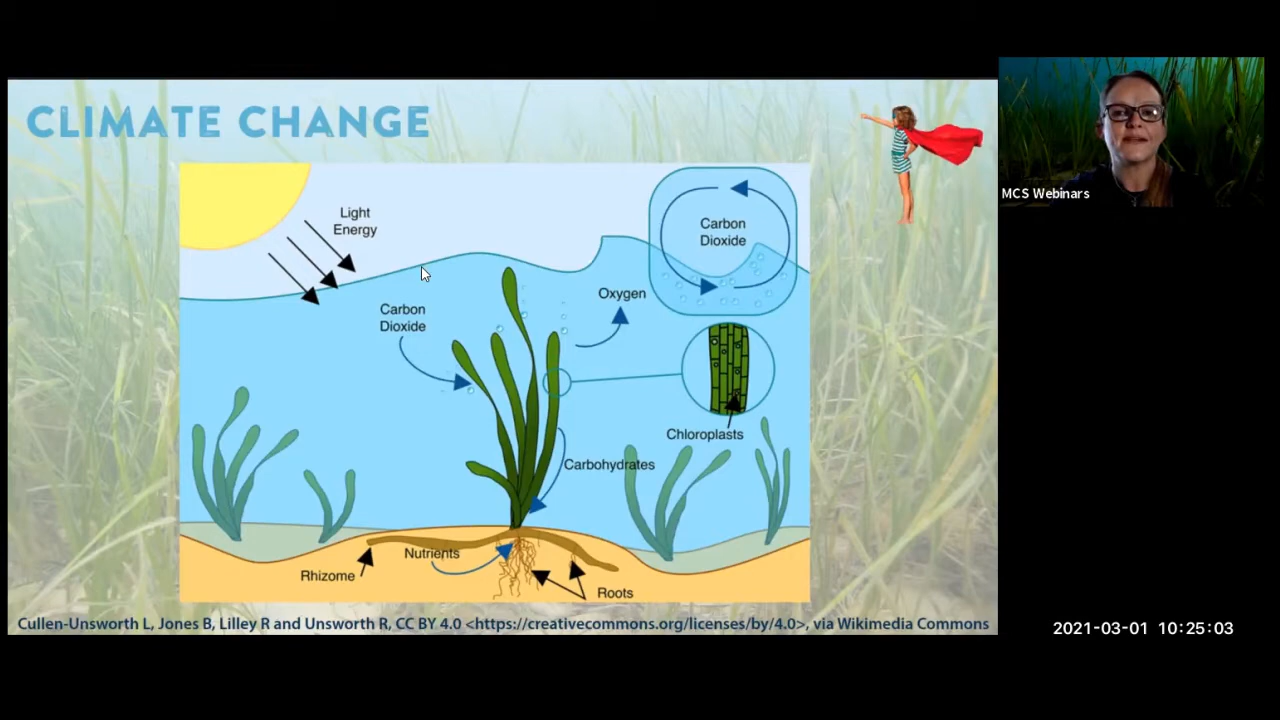 CLIMATE CHANGE
MCS Webinars
Light
Energy
Carbon
Dioxide
Carbon
Dioxide
Oxygen
Chloroplasts
Carbohydrates
Nutrients
Rhizome
Roots
Cullen-Unsworth L, Jones B, Lilley R and Unsworth R, CC BY 4.0 <https://creativecommons.org/licenses/by/4.0>, via Wikimedia Commons
2021-03-01 10:25:03